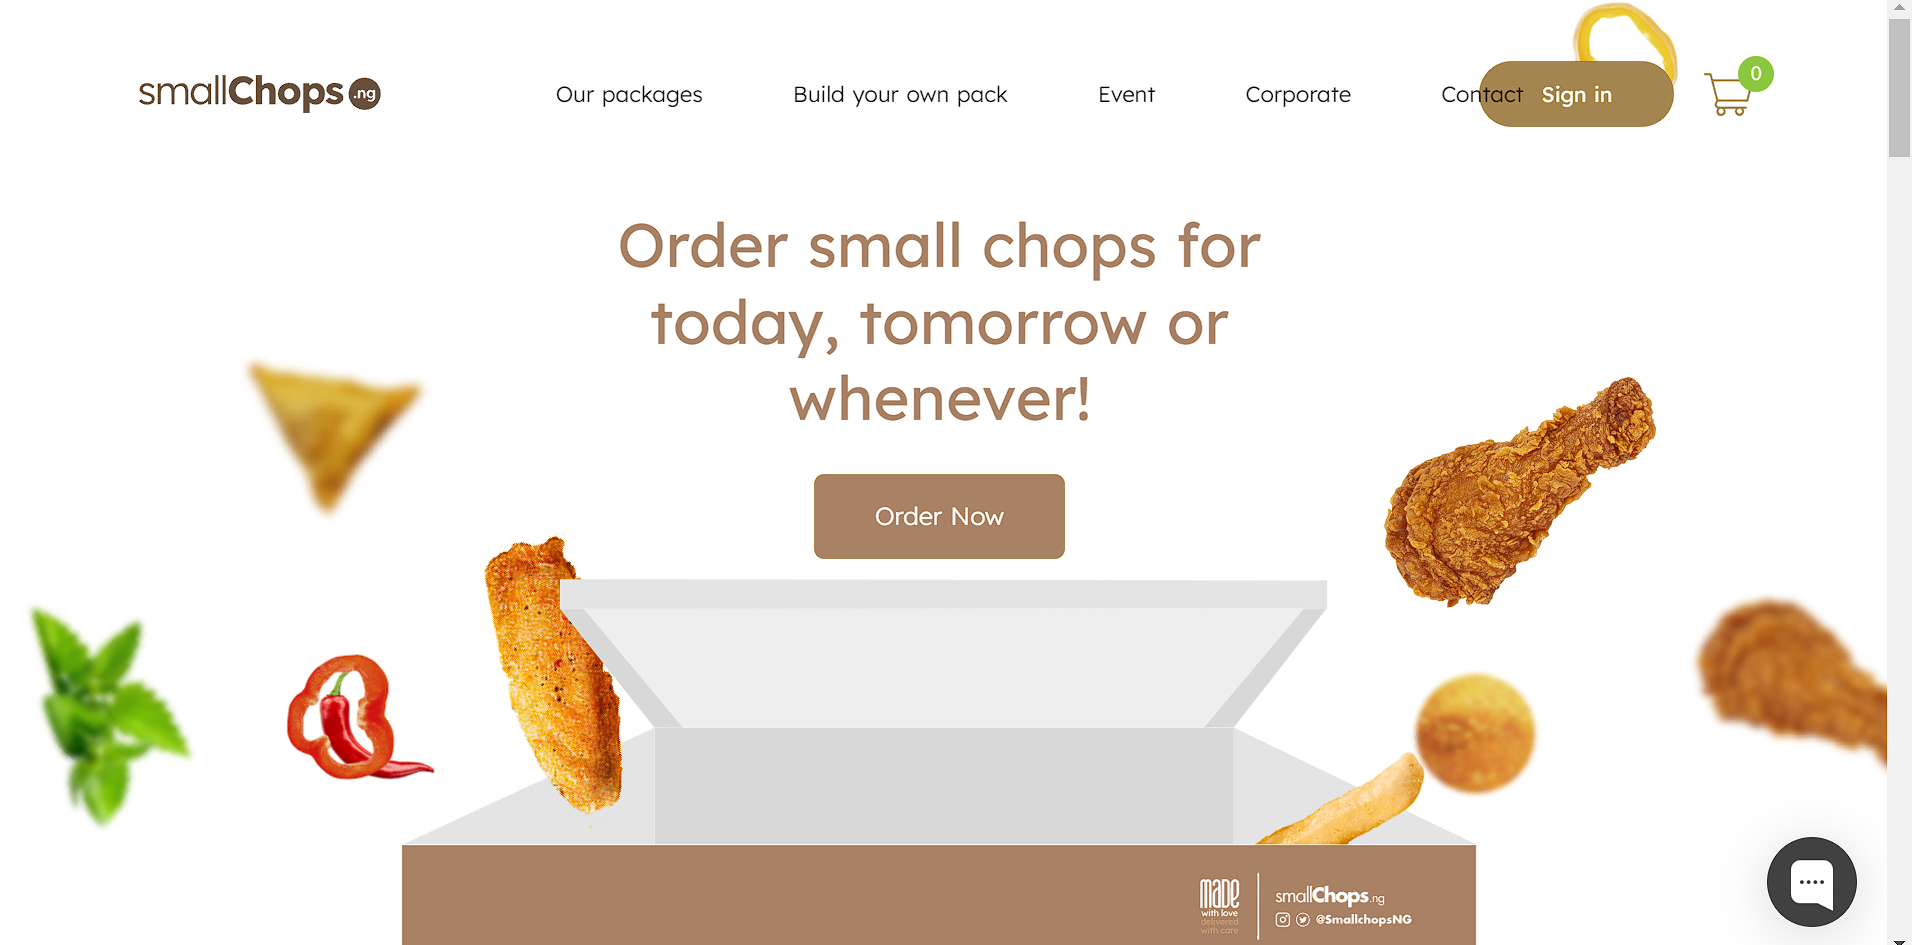 smallChops.ng
Our packages
Build your own pack
Event
Corporate
Contact
Sign in
0
Order small chops for
today, tomorrow or
whenever!
Order Now
MADE
with love
delivered
with care
smallChops.ng
@SmallchopsNG